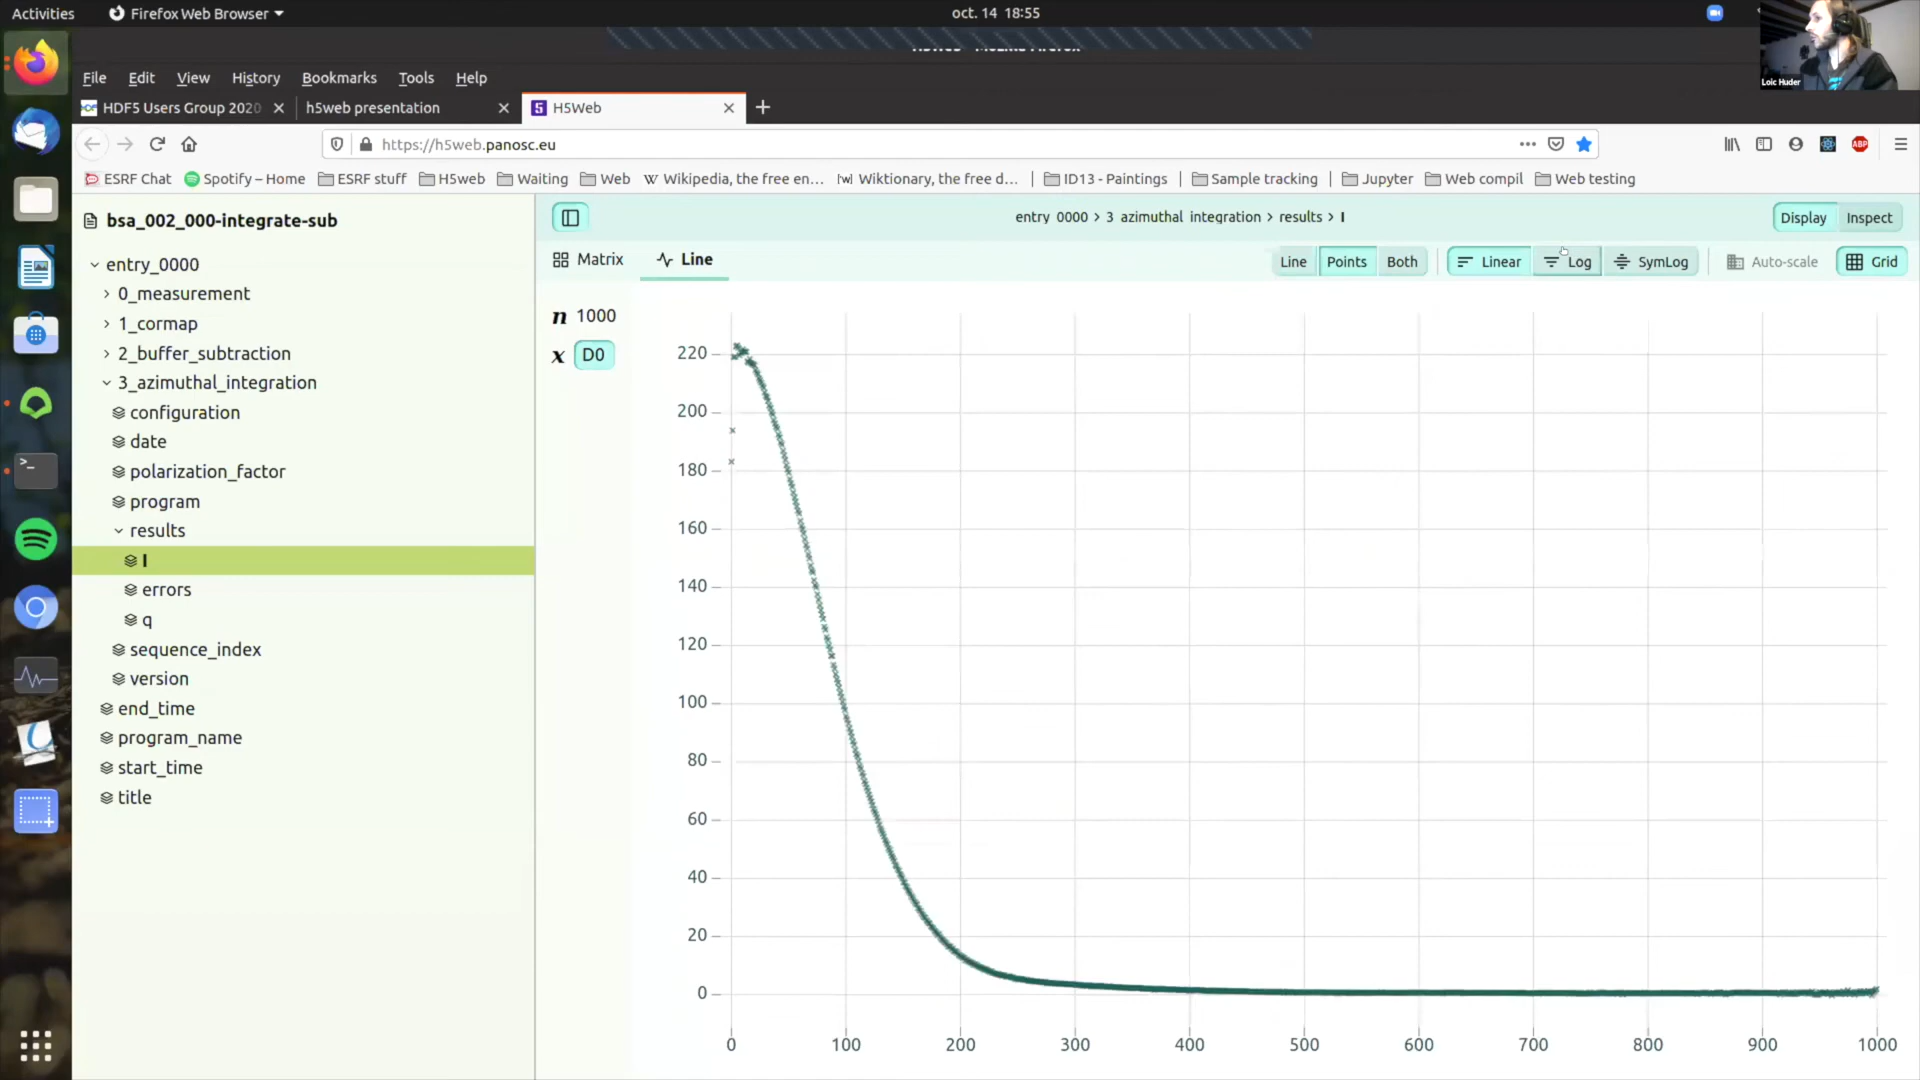 Activities
Firefox Web Browser
oct. 14 18:55
Loic Huder
File Edit View History Bookmarks Tools Help
HDF5 Users Group 2020
h5web presentation
H5Web
https://h5web.panosc.eu
ABP
ESRF Chat
Spotify – Home
ESRF stuff
H5web
Waiting
Web
Wikipedia, the free en...
Wiktionary, the free d...
ID13 - Paintings
Sample tracking
Jupyter
Web compil
Web testing
bsa_002_000-integrate-sub
entry_0000
0_measurement
1_cormap
2_buffer_subtraction
3_azimuthal_integration
configuration
date
polarization_factor
program
results
I
errors
q
sequence_index
version
end_time
program_name
start_time
title
entry 0000 > 3 azimuthal integration > results > I
Display Inspect
Matrix Line
Line Points Both
Linear Log SymLog
Auto-scale
Grid
n 1000
x D0
220
200
180
160
140
120
100
80
60
40
20
0
0 100 200 300 400 500 600 700 800 900 1000